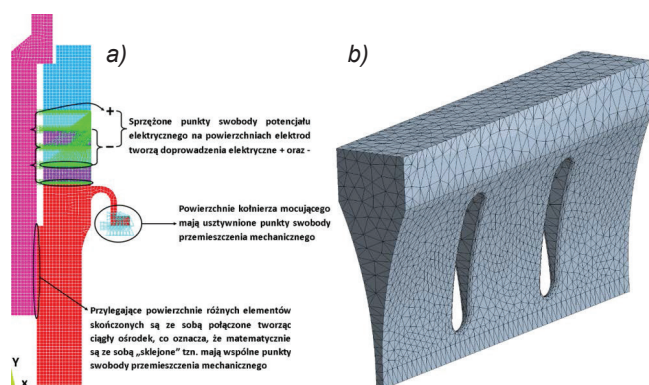 a)
b)
+
Sprzężone punkty swobody potencjału
elektrycznego na powierzchniach elektrod
tworzą doprowadzenia elektryczne + oraz -
–
Powierzchnie kołnierza mocującego
mają usztywnione punkty swobody
przemieszczenia mechanicznego
Przylegające powierzchnie różnych elementów
skończonych są ze sobą połączone tworząc
ciągły ośrodek, co oznacza, że matematycznie
są ze sobą „sklejone” tzn. mają wspólne punkty
swobody przemieszczenia mechanicznego
Y
X